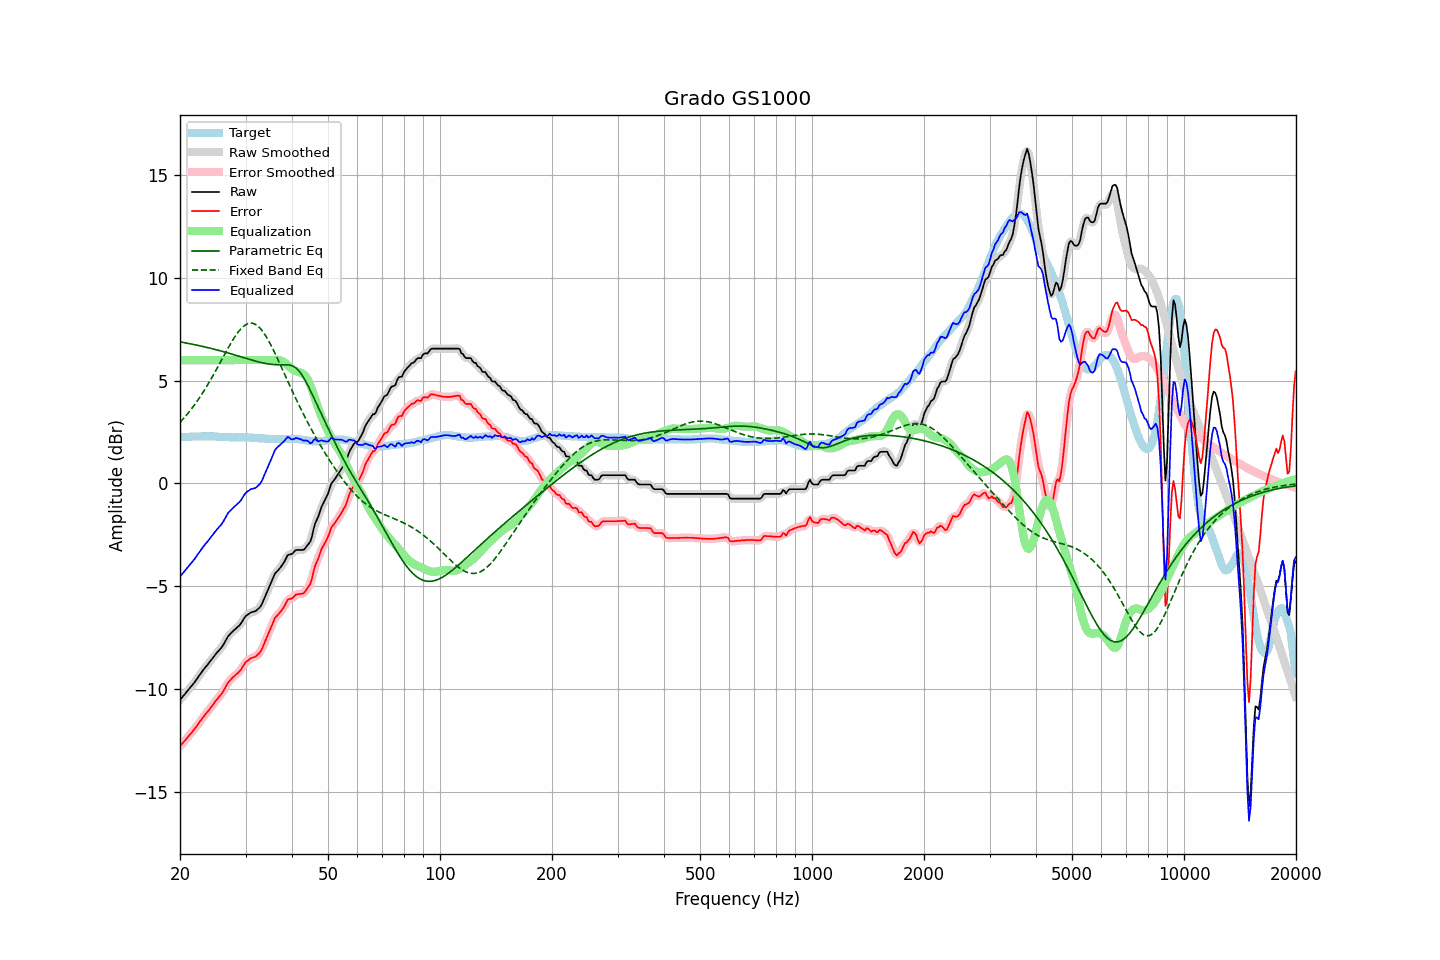 Grado GS1000
Target
Raw Smoothed
Error Smoothed
Raw
Error
Equalization
Parametric Eq
Fixed Band Eq
Equalized
Amplitude (dBr)
15
10
5
0
−5
−10
−15
20
50
100
200
500
1000
2000
5000
10000
20000
Frequency (Hz)